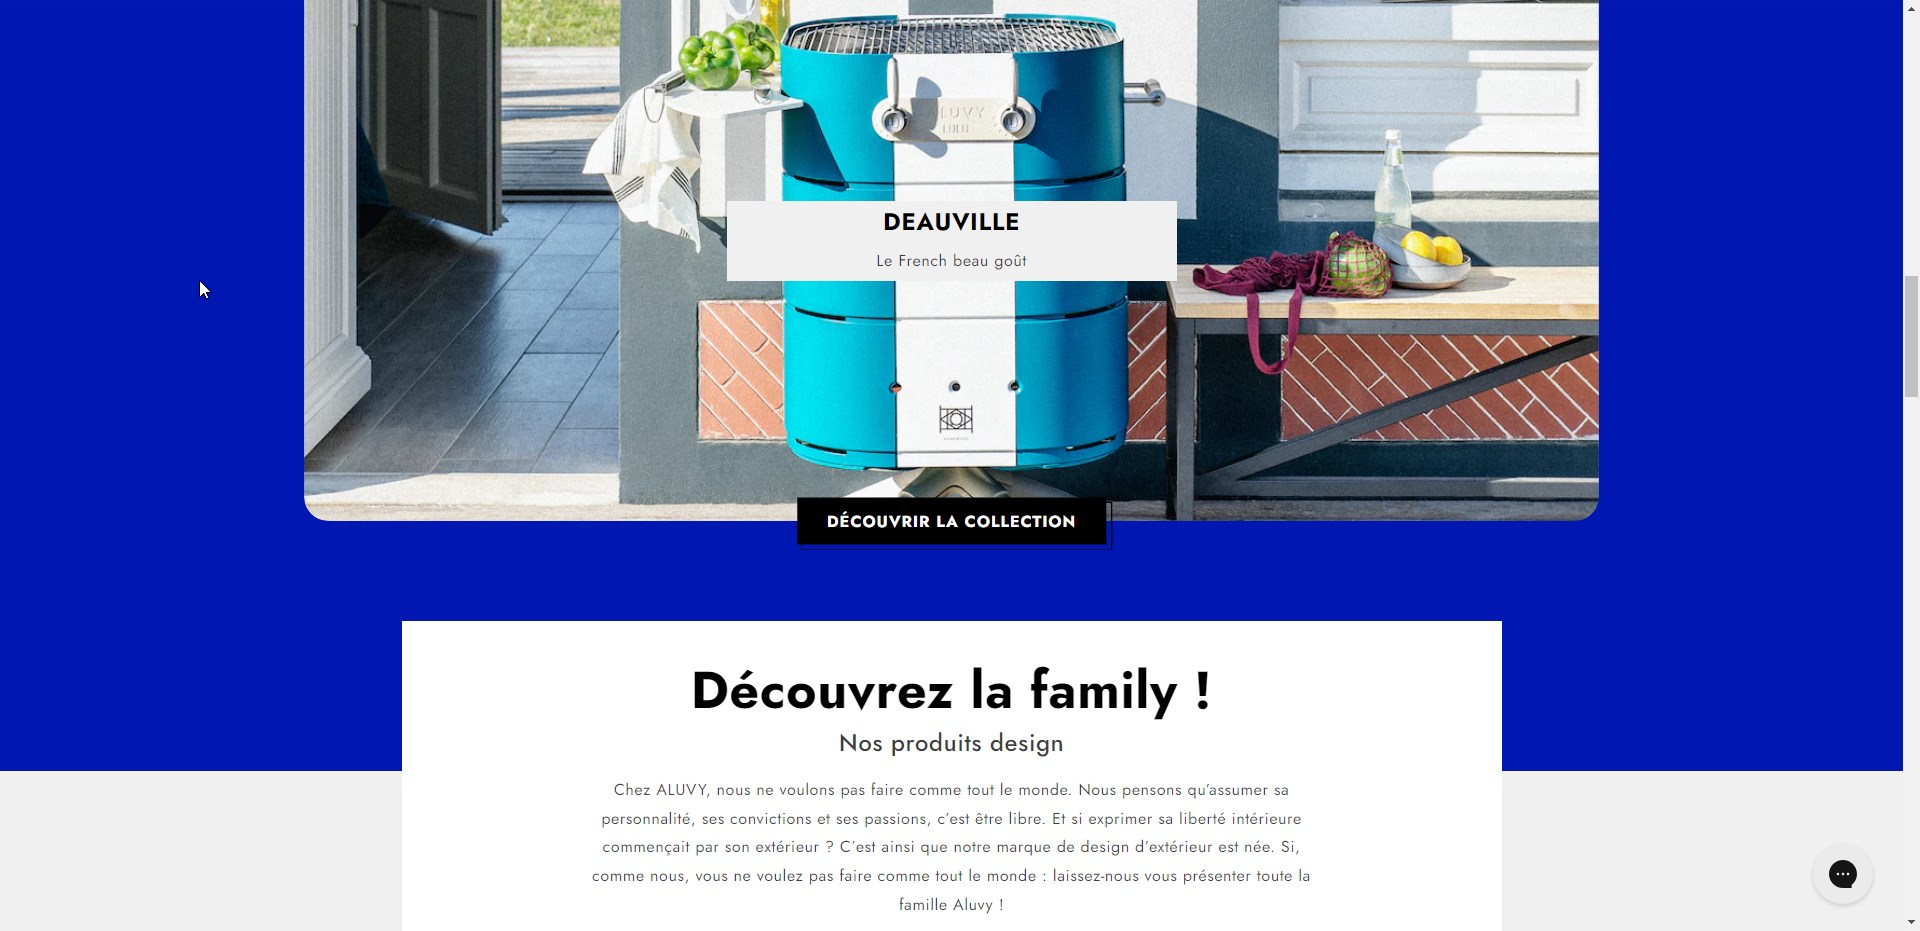 LULU
DEAUVILLE
Le French beau goût
DÉCOUVRIR LA COLLECTION
Découvrez la family !
Nos produits design
Chez ALUVY, nous ne voulons pas faire comme tout le monde. Nous pensons qu’assumer sa
personnalité, ses convictions et ses passions, c’est être libre. Et si exprimer sa liberté intérieure
commençait par son extérieur ? C’est ainsi que notre marque de design d’extérieur est née. Si,
comme nous, vous ne voulez pas faire comme tout le monde : laissez-nous vous présenter toute la
famille Aluvy !